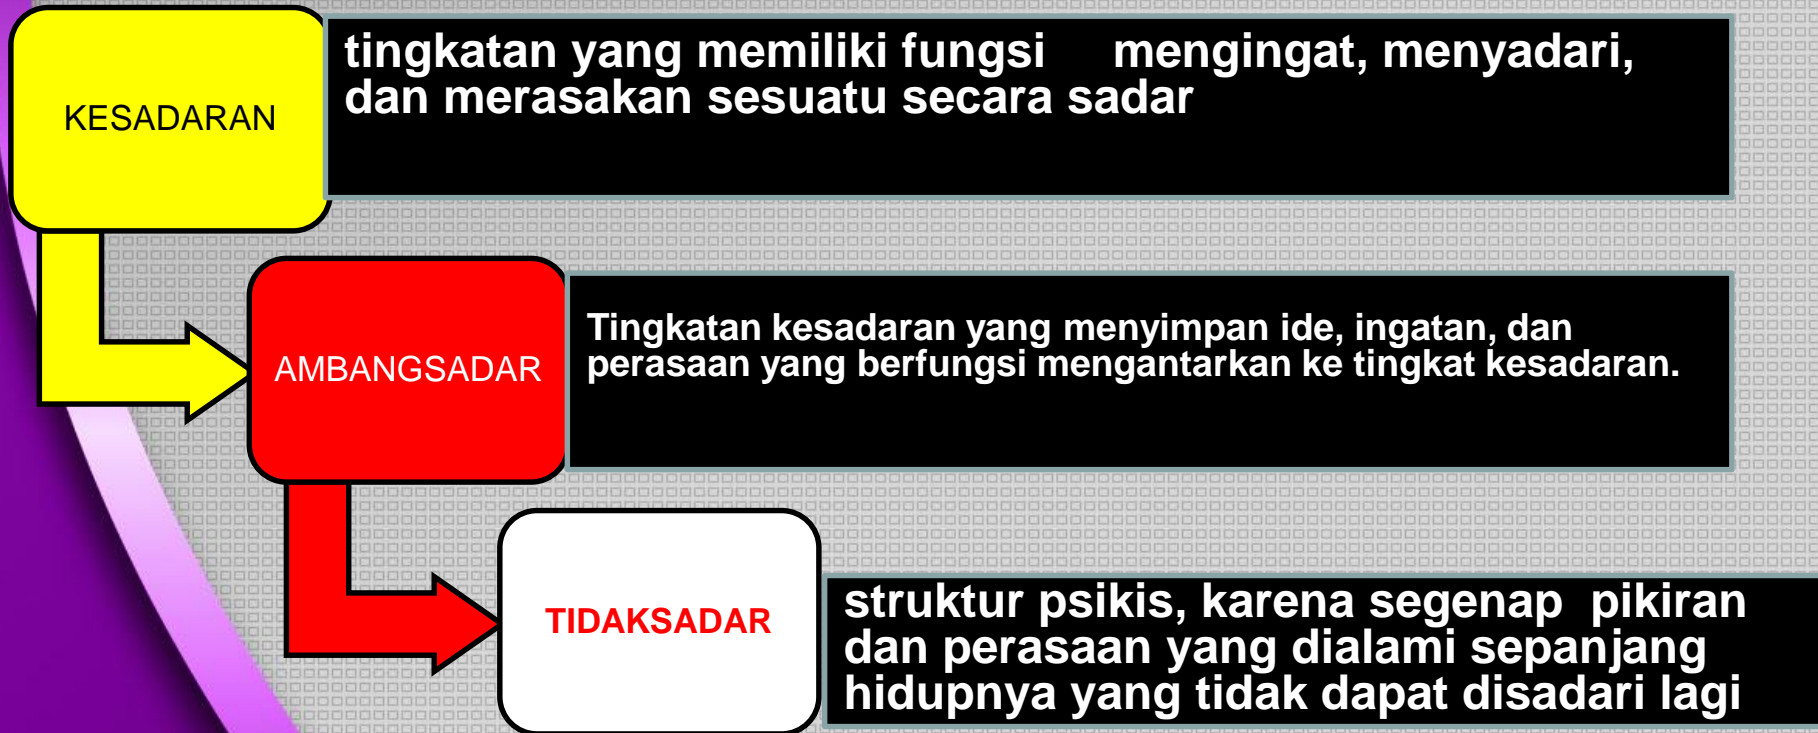 KESADARAN
tingkatan yang memiliki fungsi mengingat, menyadari,
dan merasakan sesuatu secara sadar
AMBANGSADAR
Tingkatan kesadaran yang menyimpan ide, ingatan, dan
perasaan yang berfungsi mengantarkan ke tingkat kesadaran.
TIDAKSADAR
struktur psikis, karena segenap pikiran
dan perasaan yang dialami sepanjang
hidupnya yang tidak dapat disadari lagi